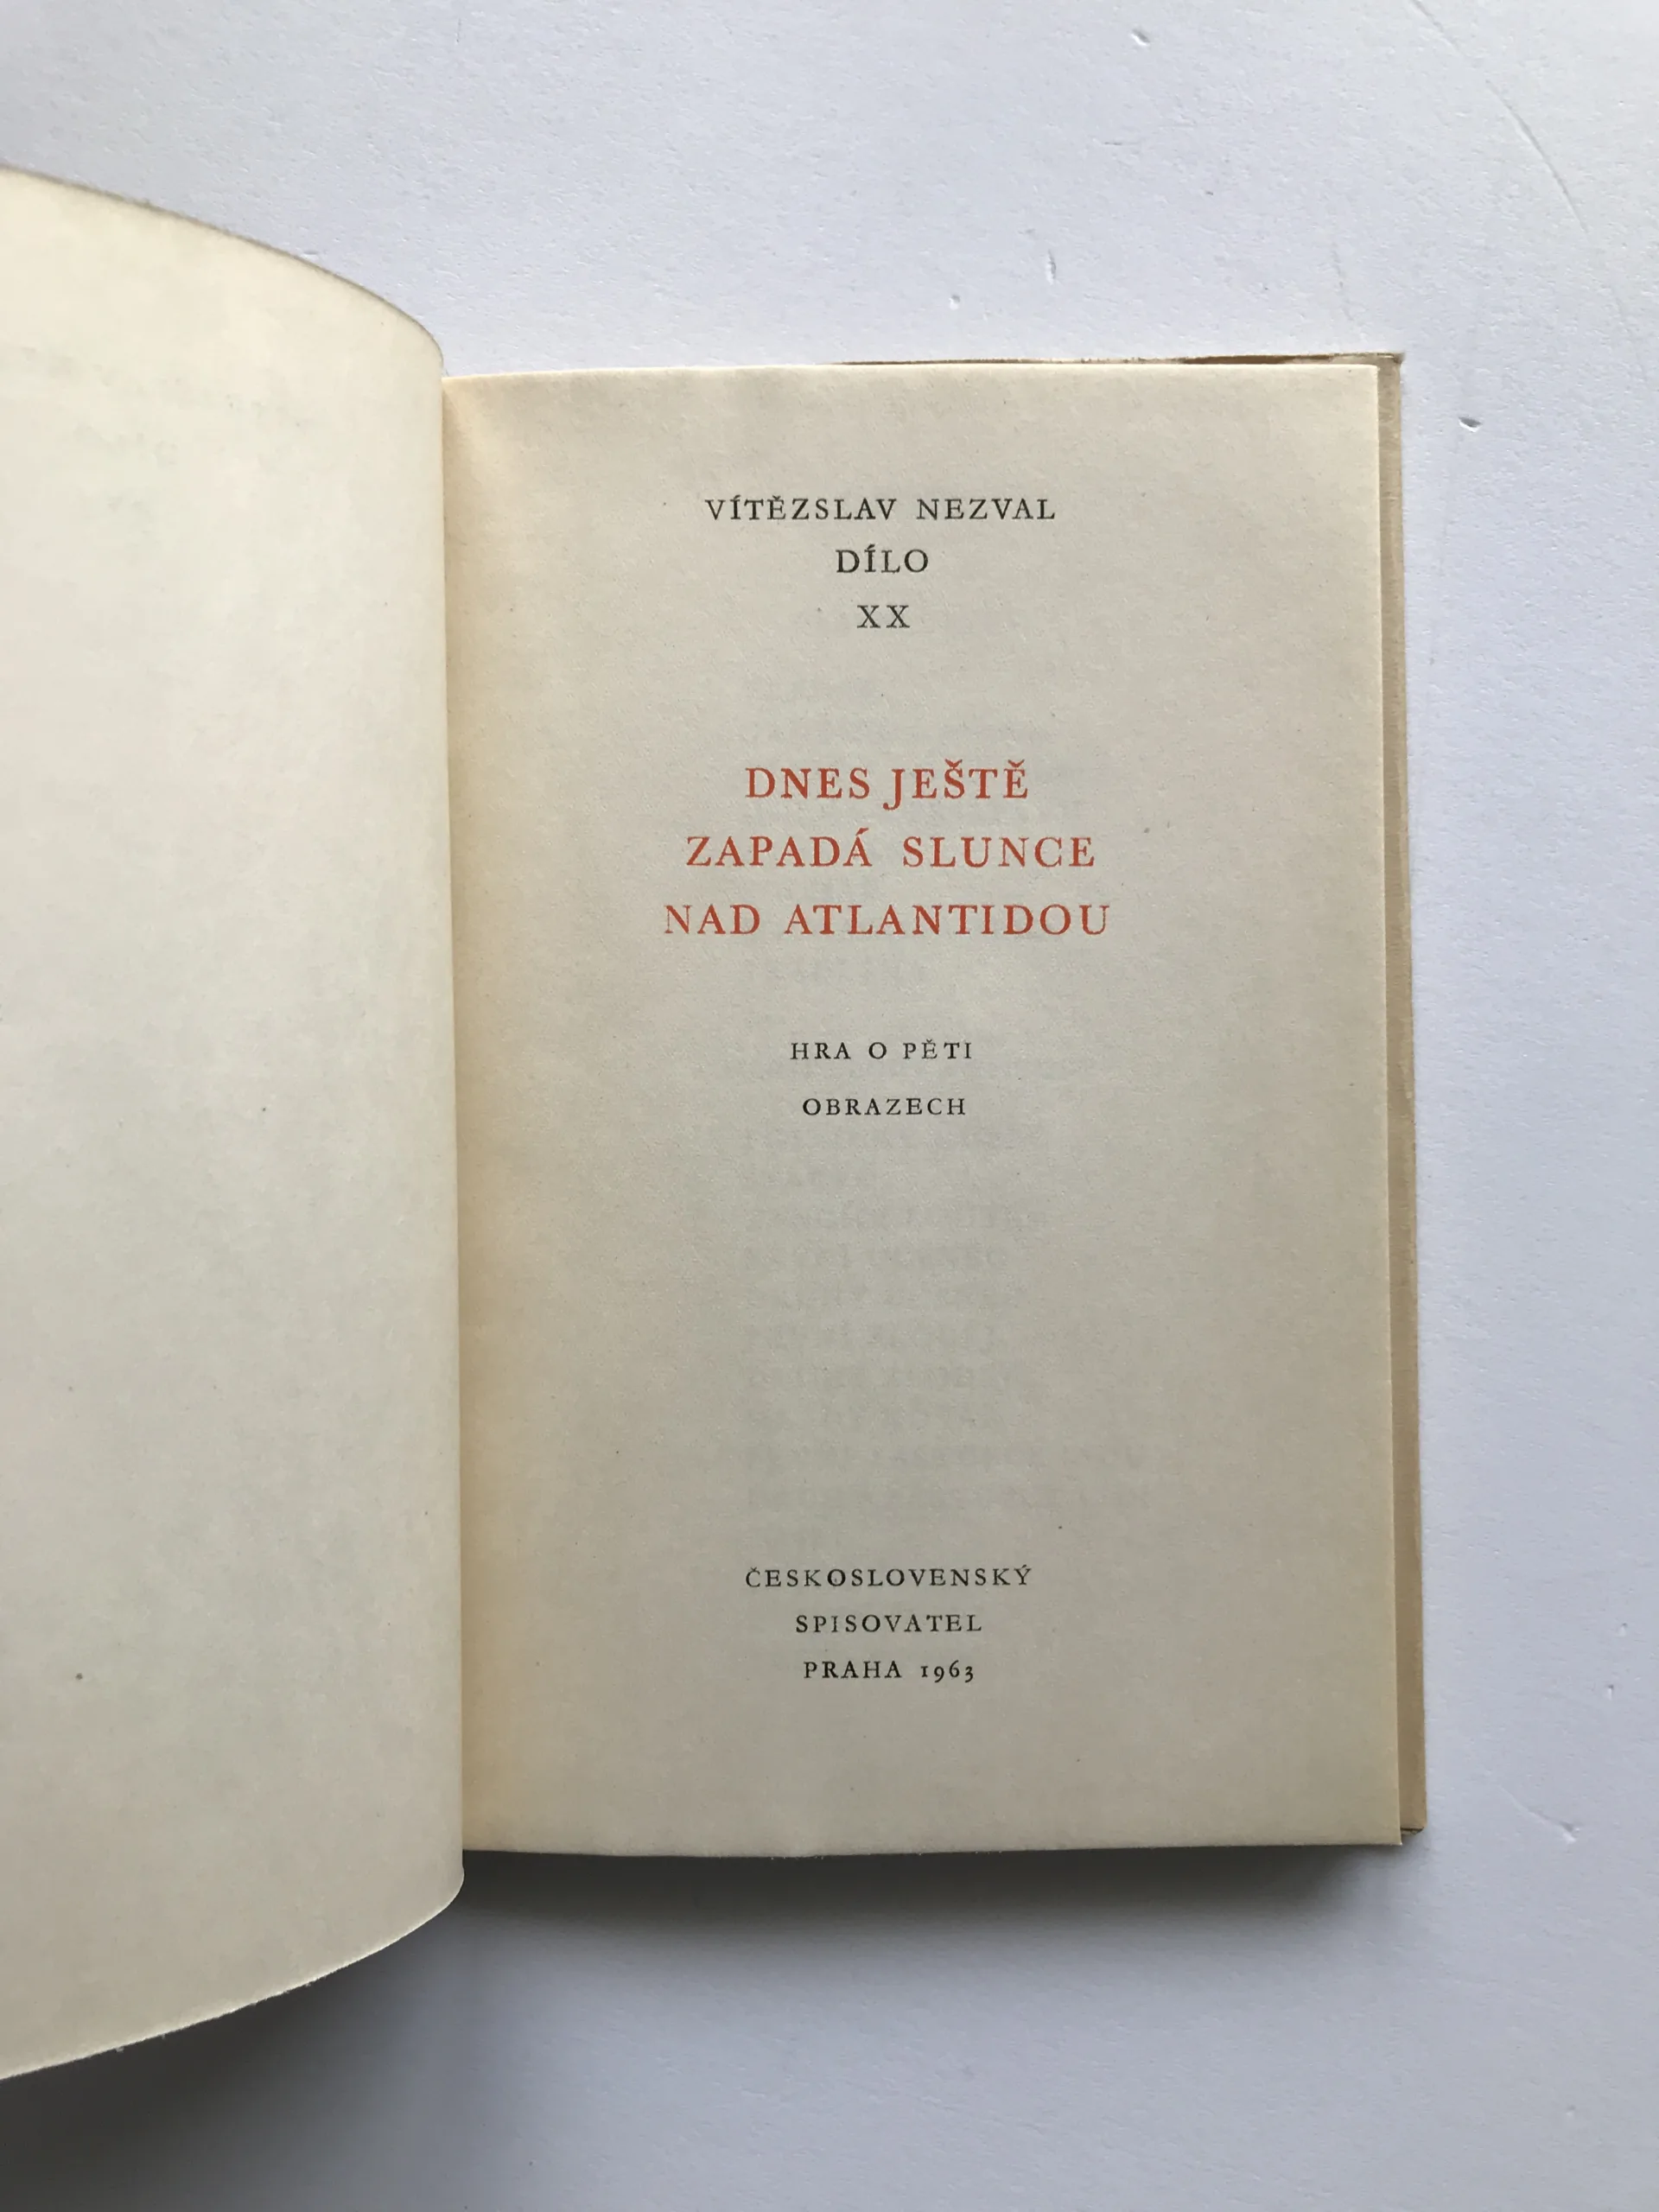 VÍTĚZSLAV NEZVAL
DÍLO
XX
DNES JEŠTĚ
ZAPADÁ SLUNCE
NAD ATLANTIDOU
HRA O PĚTI
OBRAZECH
ČESKOSLOVENSKÝ
SPISOVATEL
PRAHA 1963